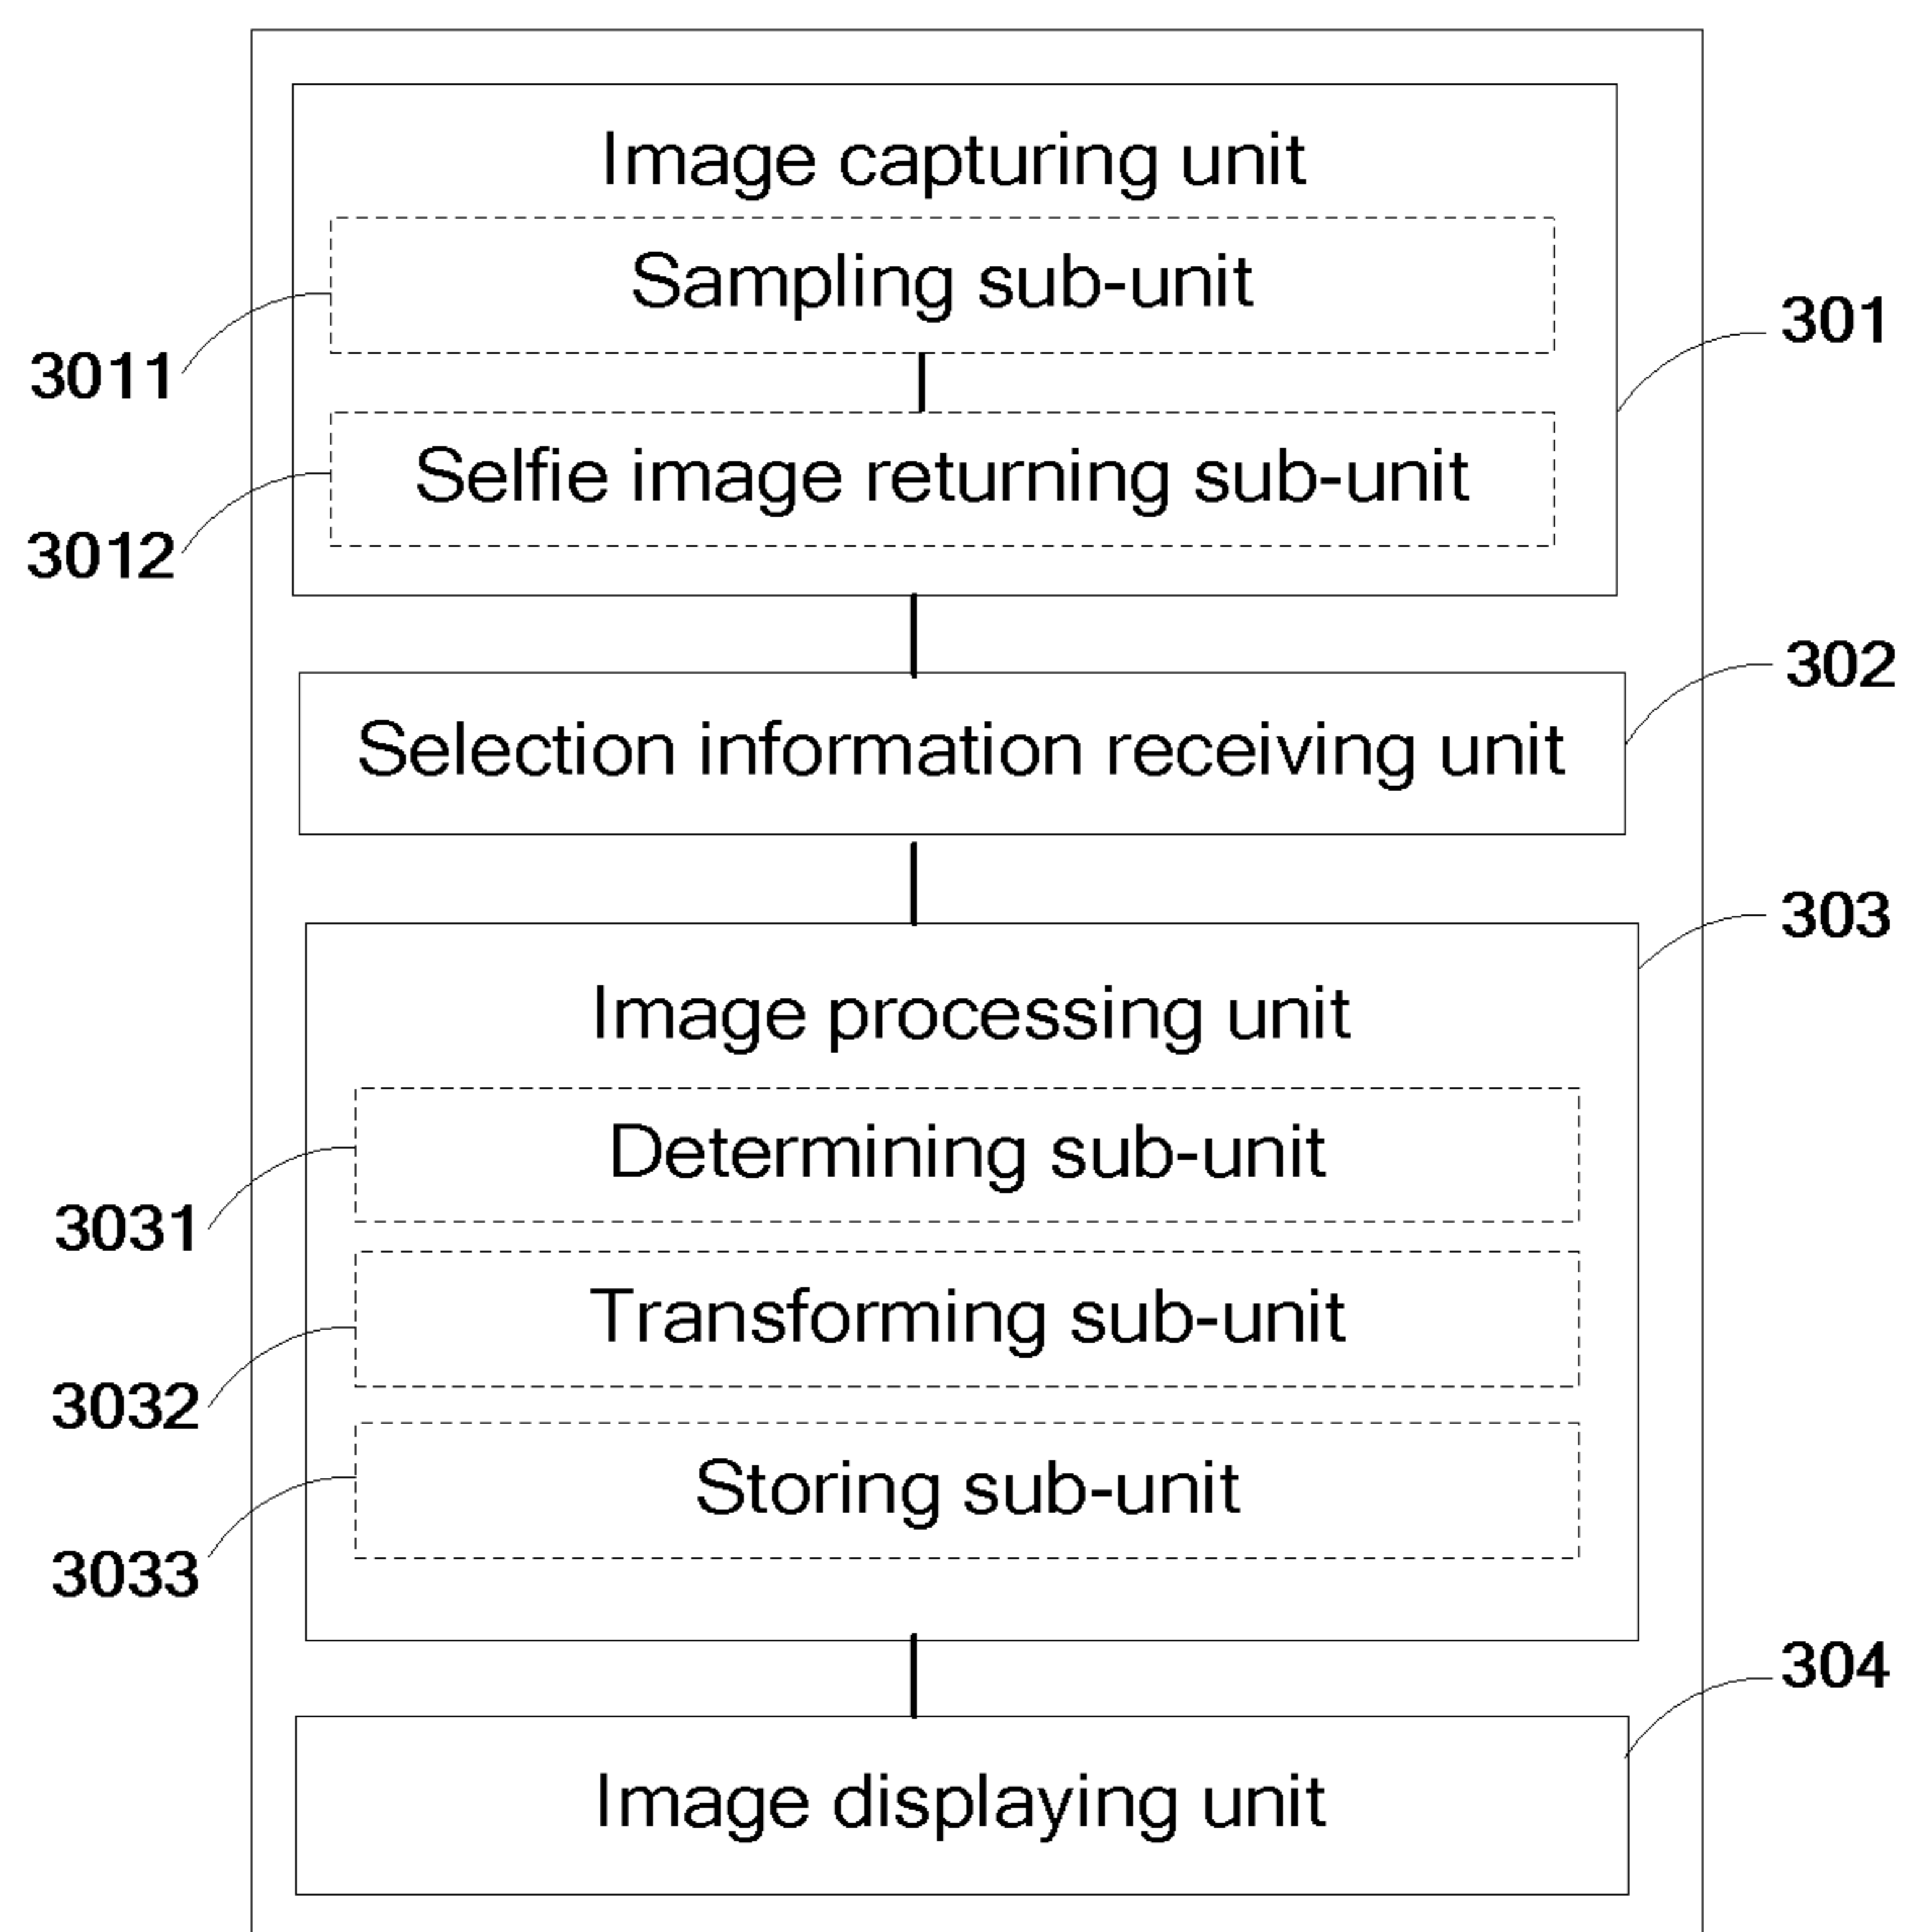 Image capturing unit
Sampling sub-unit
301
3011
Selfie image returning sub-unit
3012
302
Selection information receiving unit
303
Image processing unit
Determining sub-unit
3031
Transforming sub-unit
3032
Storing sub-unit
3033
304
Image displaying unit